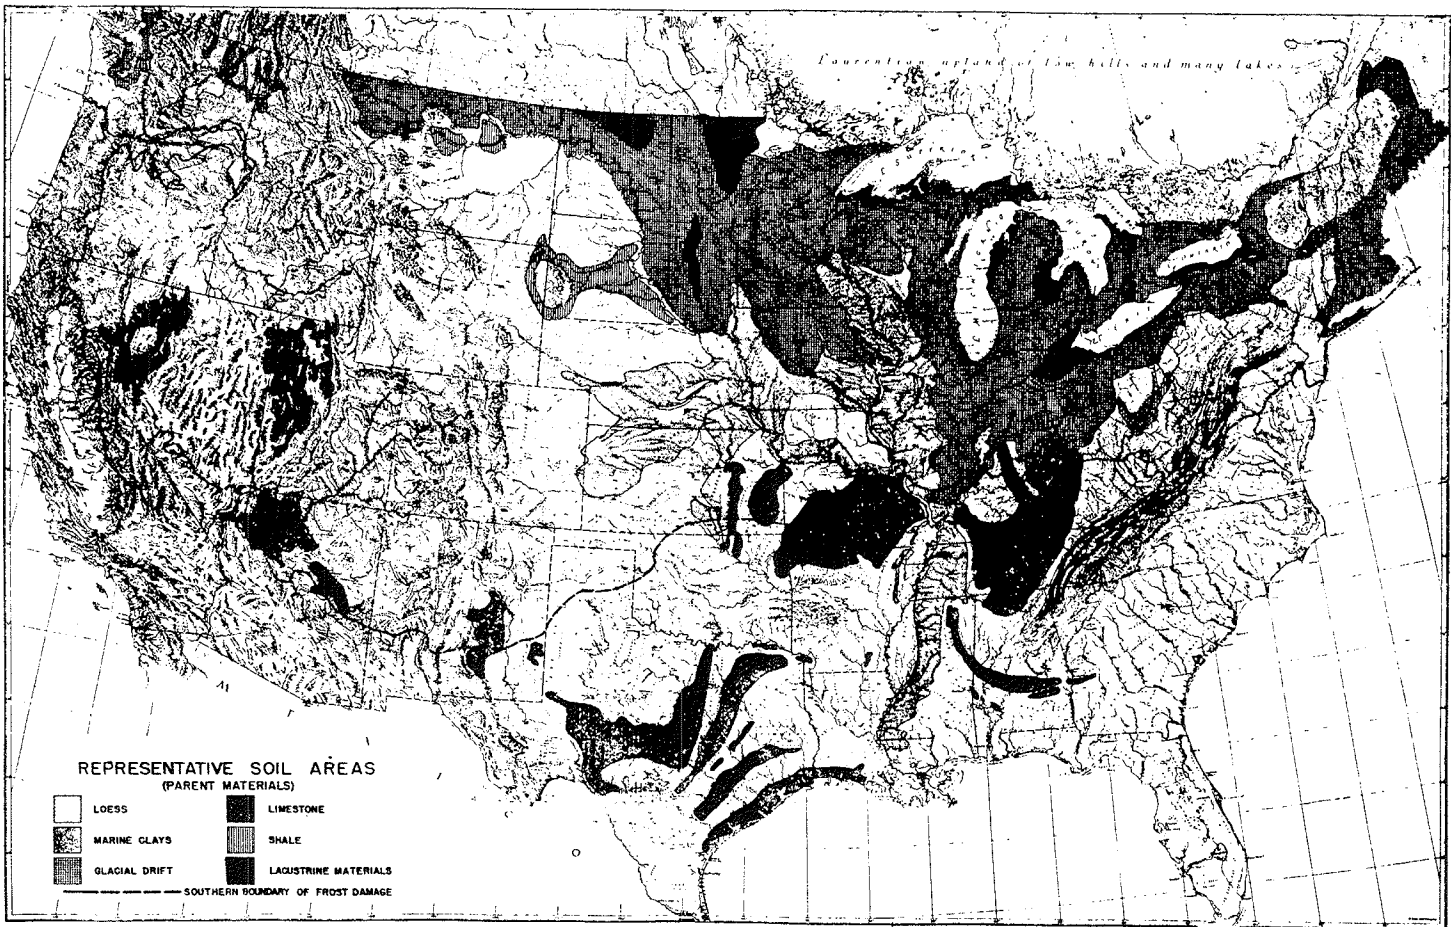 Laurentian upland of low hills and many lakes
REPRESENTATIVE SOIL AREAS
(PARENT MATERIALS)
LOESS
LIMESTONE
MARINE CLAYS
SHALE
GLACIAL DRIFT
LACUSTRINE MATERIALS
SOUTHERN BOUNDARY OF FROST DAMAGE